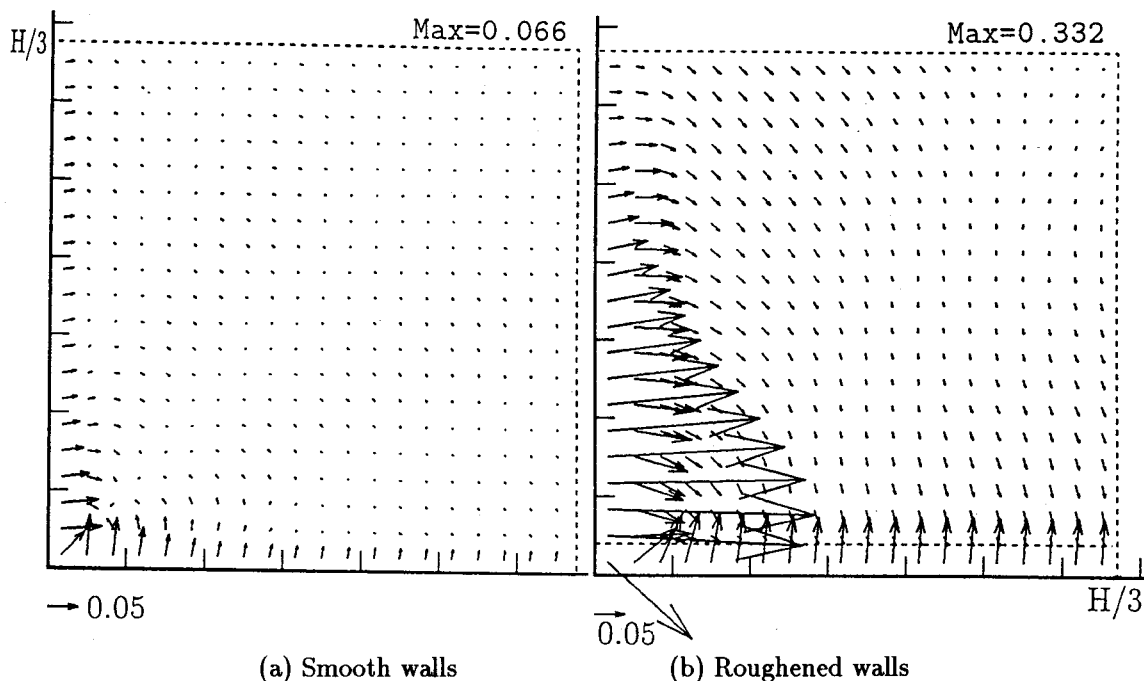 Max=0.066
H/3
0.05
(a) Smooth walls
Max=0.332
H/3
0.05
(b) Roughened walls